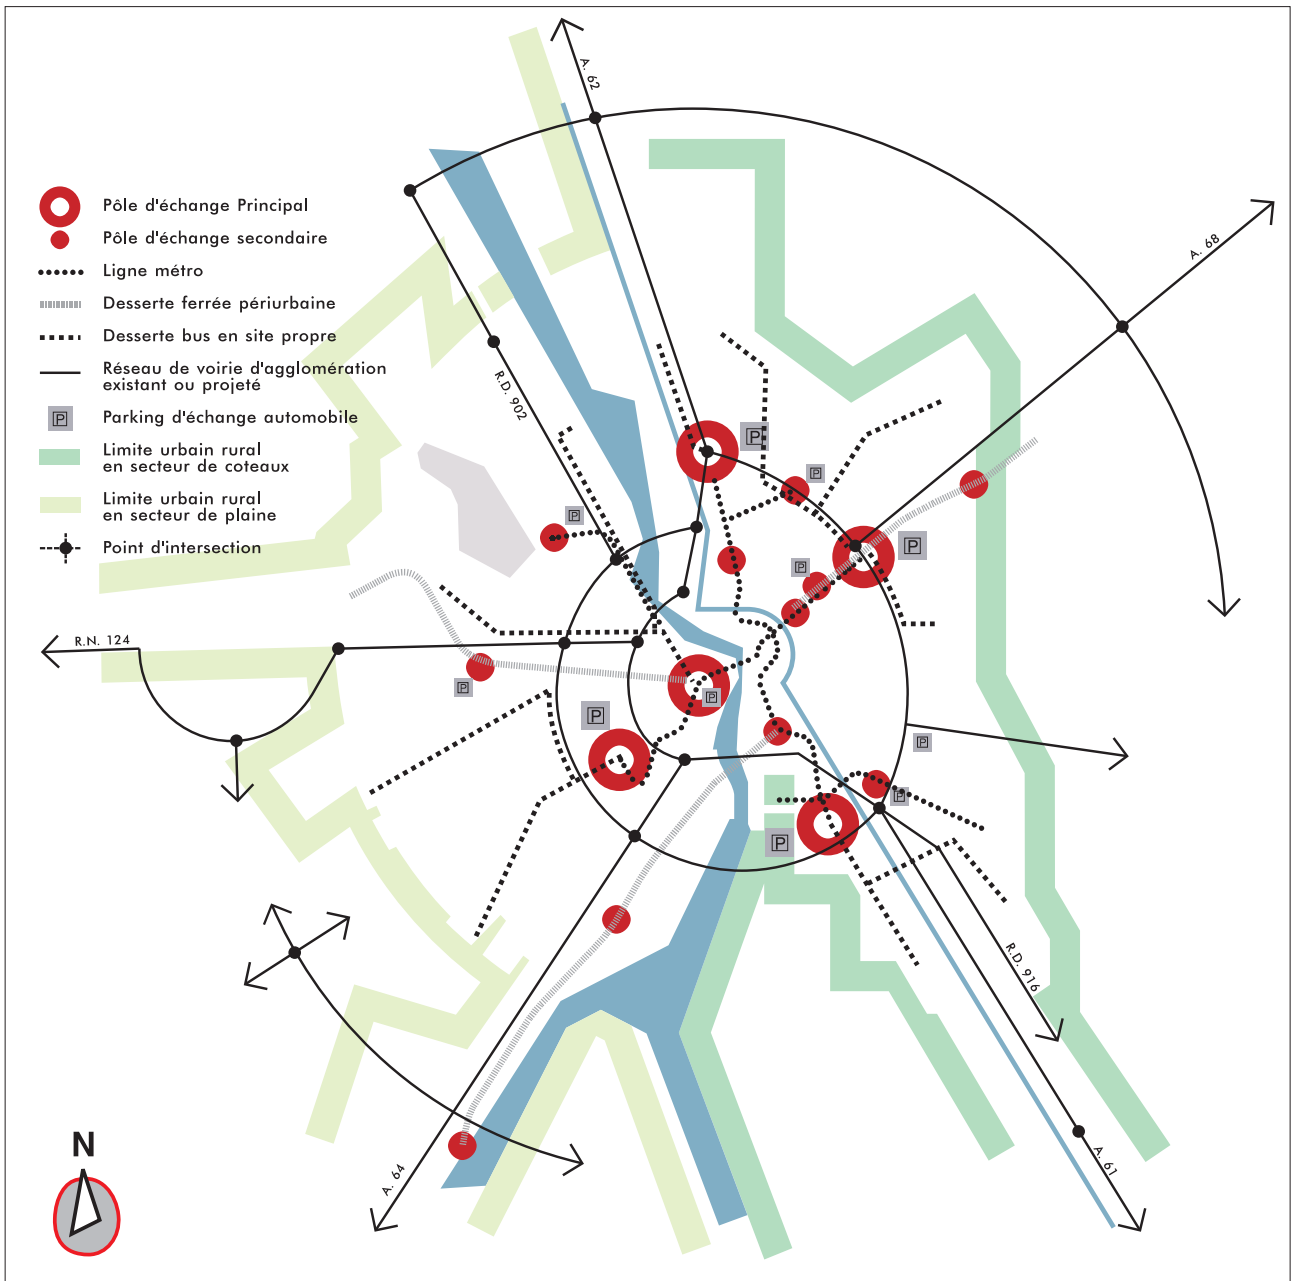 A. 62
A. 68
Pôle d'échange Principal
Pôle d'échange secondaire
Ligne métro
Desserte ferrée périurbaine
Desserte bus en site propre
Réseau de voirie d'agglomération
existant ou projeté
P
Parking d'échange automobile
Limite urbain rural
en secteur de coteaux
Limite urbain rural
en secteur de plaine
Point d'intersection
R.D. 902
P
P
P
P
P
R.N. 124
P
P
P
P
P
P
R.D. 916
N
A. 64
A. 61